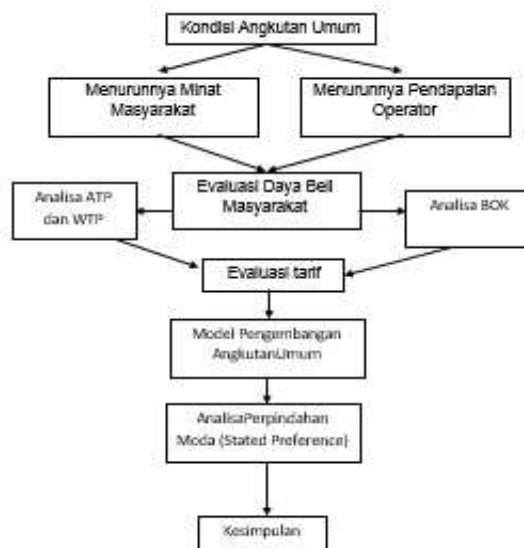 Kondisi Angkutan Umum
Menurunnya Minat
Masyarakat
Menurunnya Pendapatan
Operator
Evaluasi Daya Beli
Masyarakat
Analisa ATP
dan WTP
Analisa BOK
Evaluasi tarif
Model Pengembangan
AngkutanUmum
AnalisaPerpindahan
Moda (Stated Preference)
Kesimpulan